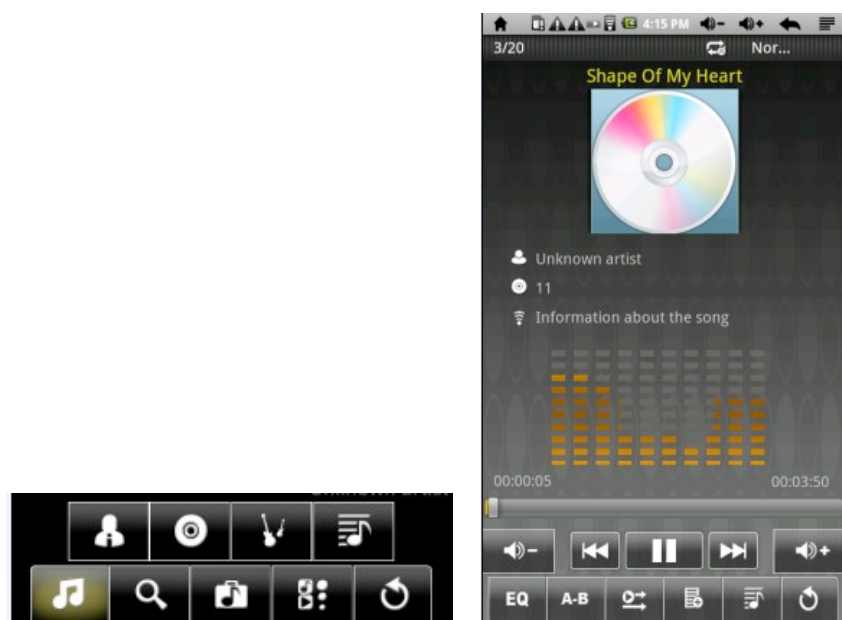 4:15 PM
3/20
Nor...
Shape Of My Heart
Unknown artist
11
Information about the song
00:00:05
00:03:50
EQ
A-B